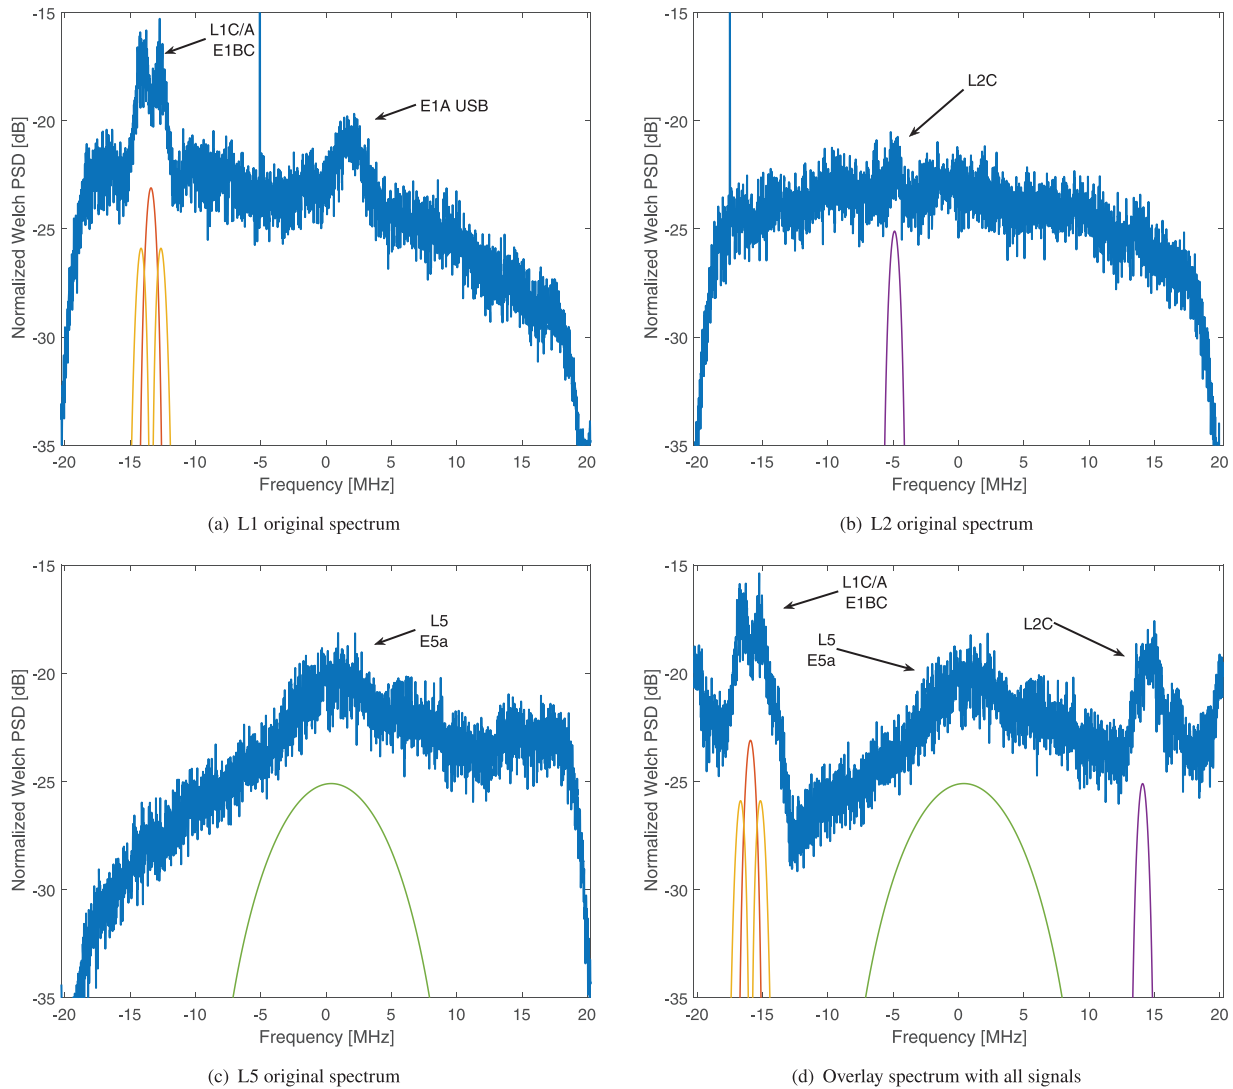 -15
-20
-25
-30
-35
Normalized Welch PSD [dB]
L1C/A
E1BC
E1A USB
-20 -15 -10 -5 0 5 10 15 20
Frequency [MHz]
(a) L1 original spectrum
-15
-20
-25
-30
-35
Normalized Welch PSD [dB]
L2C
-20 -15 -10 -5 0 5 10 15 20
Frequency [MHz]
(b) L2 original spectrum
-15
-20
-25
-30
-35
Normalized Welch PSD [dB]
L5
E5a
-20 -15 -10 -5 0 5 10 15 20
Frequency [MHz]
(c) L5 original spectrum
-15
-20
-25
-30
-35
Normalized Welch PSD [dB]
L1C/A
E1BC
L5
E5a
L2C
-20 -15 -10 -5 0 5 10 15 20
Frequency [MHz]
(d) Overlay spectrum with all signals